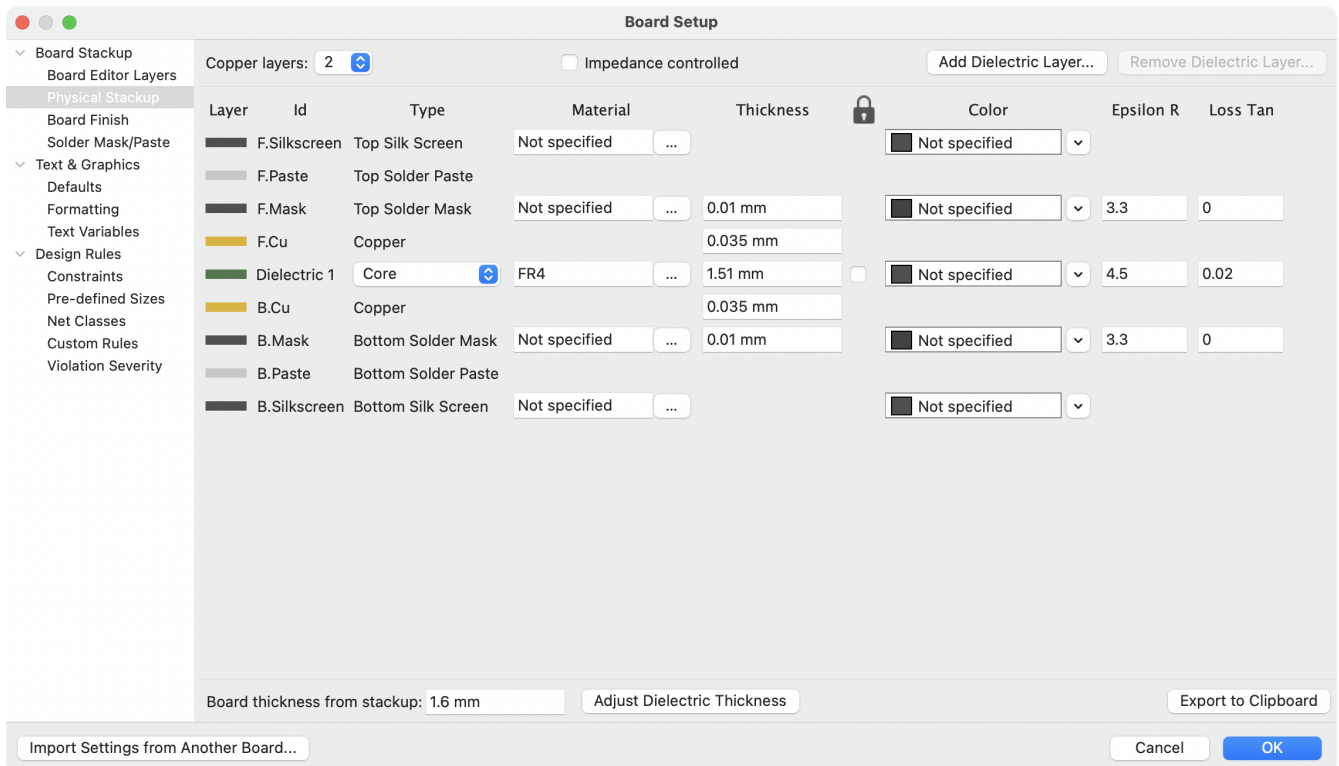 Board Setup
Board Stackup
Board Editor Layers
Physical Stackup
Board Finish
Solder Mask/Paste
Text & Graphics
Defaults
Formatting
Text Variables
Design Rules
Constraints
Pre-defined Sizes
Net Classes
Custom Rules
Violation Severity
Copper layers: 2 Impedance controlled Add Dielectric Layer... Remove Dielectric Layer...
Layer Id Type Material Thickness Color Epsilon R Loss Tan
F.Silkscreen Top Silk Screen Not specified ... Not specified
F.Paste Top Solder Paste
F.Mask Top Solder Mask Not specified ... 0.01 mm Not specified 3.3 0
F.Cu Copper 0.035 mm
Dielectric 1 Core FR4 ... 1.51 mm Not specified 4.5 0.02
B.Cu Copper 0.035 mm
B.Mask Bottom Solder Mask Not specified ... 0.01 mm Not specified 3.3 0
B.Paste Bottom Solder Paste
B.Silkscreen Bottom Silk Screen Not specified ... Not specified
Board thickness from stackup: 1.6 mm Adjust Dielectric Thickness Export to Clipboard
Import Settings from Another Board... Cancel OK